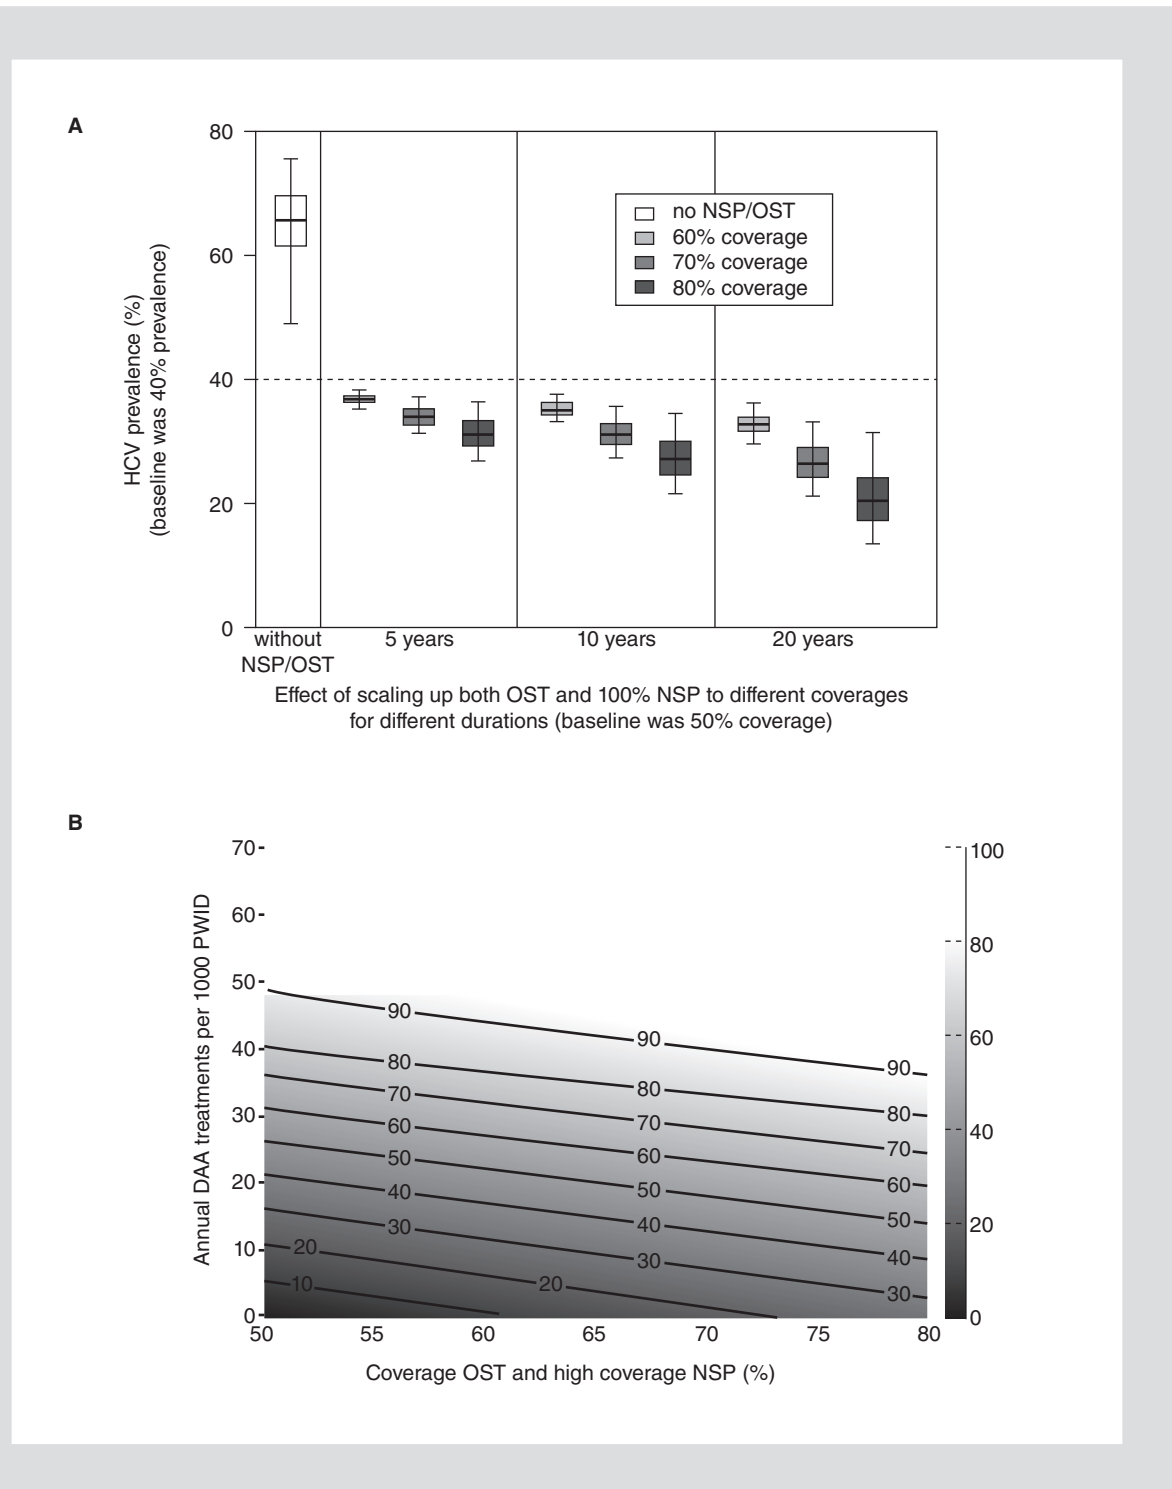 A
80
60
40
20
0
HCV prevalence (%)
(baseline was 40% prevalence)
no NSP/OST
60% coverage
70% coverage
80% coverage
without
NSP/OST
5 years
10 years
20 years
Effect of scaling up both OST and 100% NSP to different coverages
for different durations (baseline was 50% coverage)
B
70
60
50
40
30
20
10
0
Annual DAA treatments per 1000 PWID
90 90 90
80 80 80
70 70 70
60 60 60
50 50 50
40 40 40
30 30 30
20 20
10
100
80
60
40
20
0
50 55 60 65 70 75 80
Coverage OST and high coverage NSP (%)